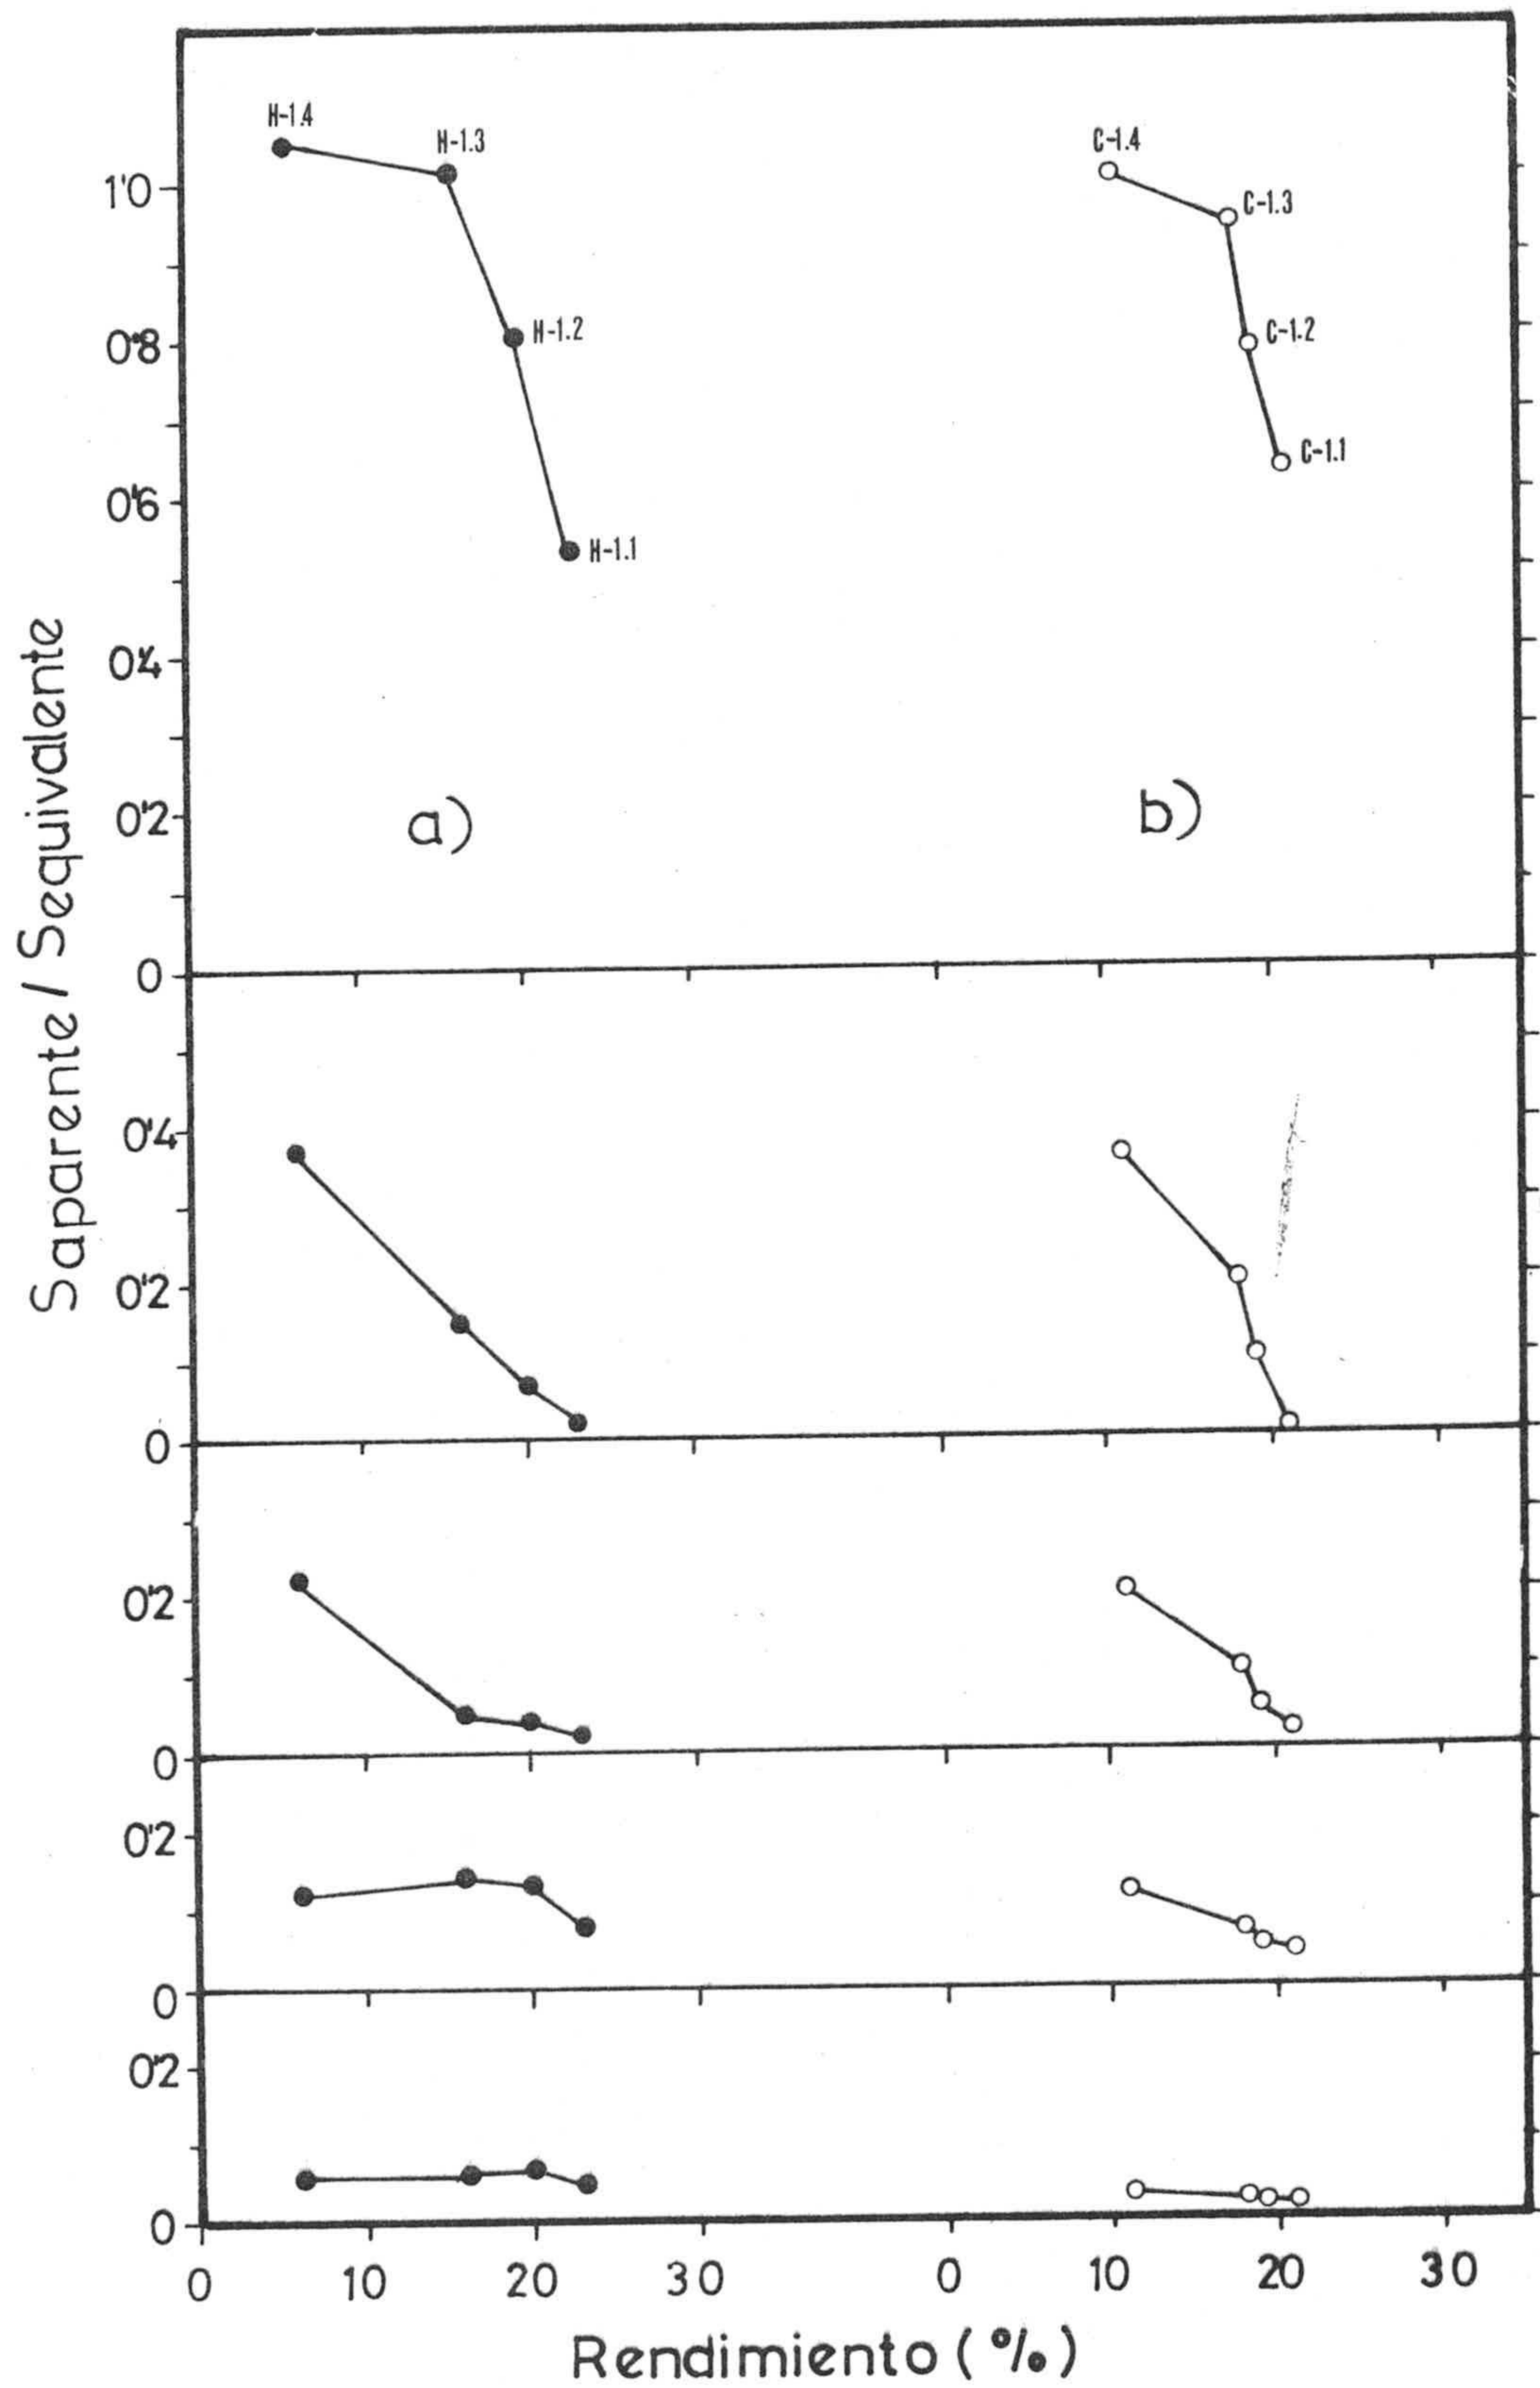 H-1.4
H-1.3
C-1.4
1'0
C-1.3
H-1.2
C-1.2
0'8
C-1.1
0'6
H-1.1
0'4
a)
b)
0'2
0
0'4
0'2
0
0'2
0
0'2
0
0'2
0
Saparente / Sequivalente
0 10 20 30 0 10 20 30
Rendimiento (%)